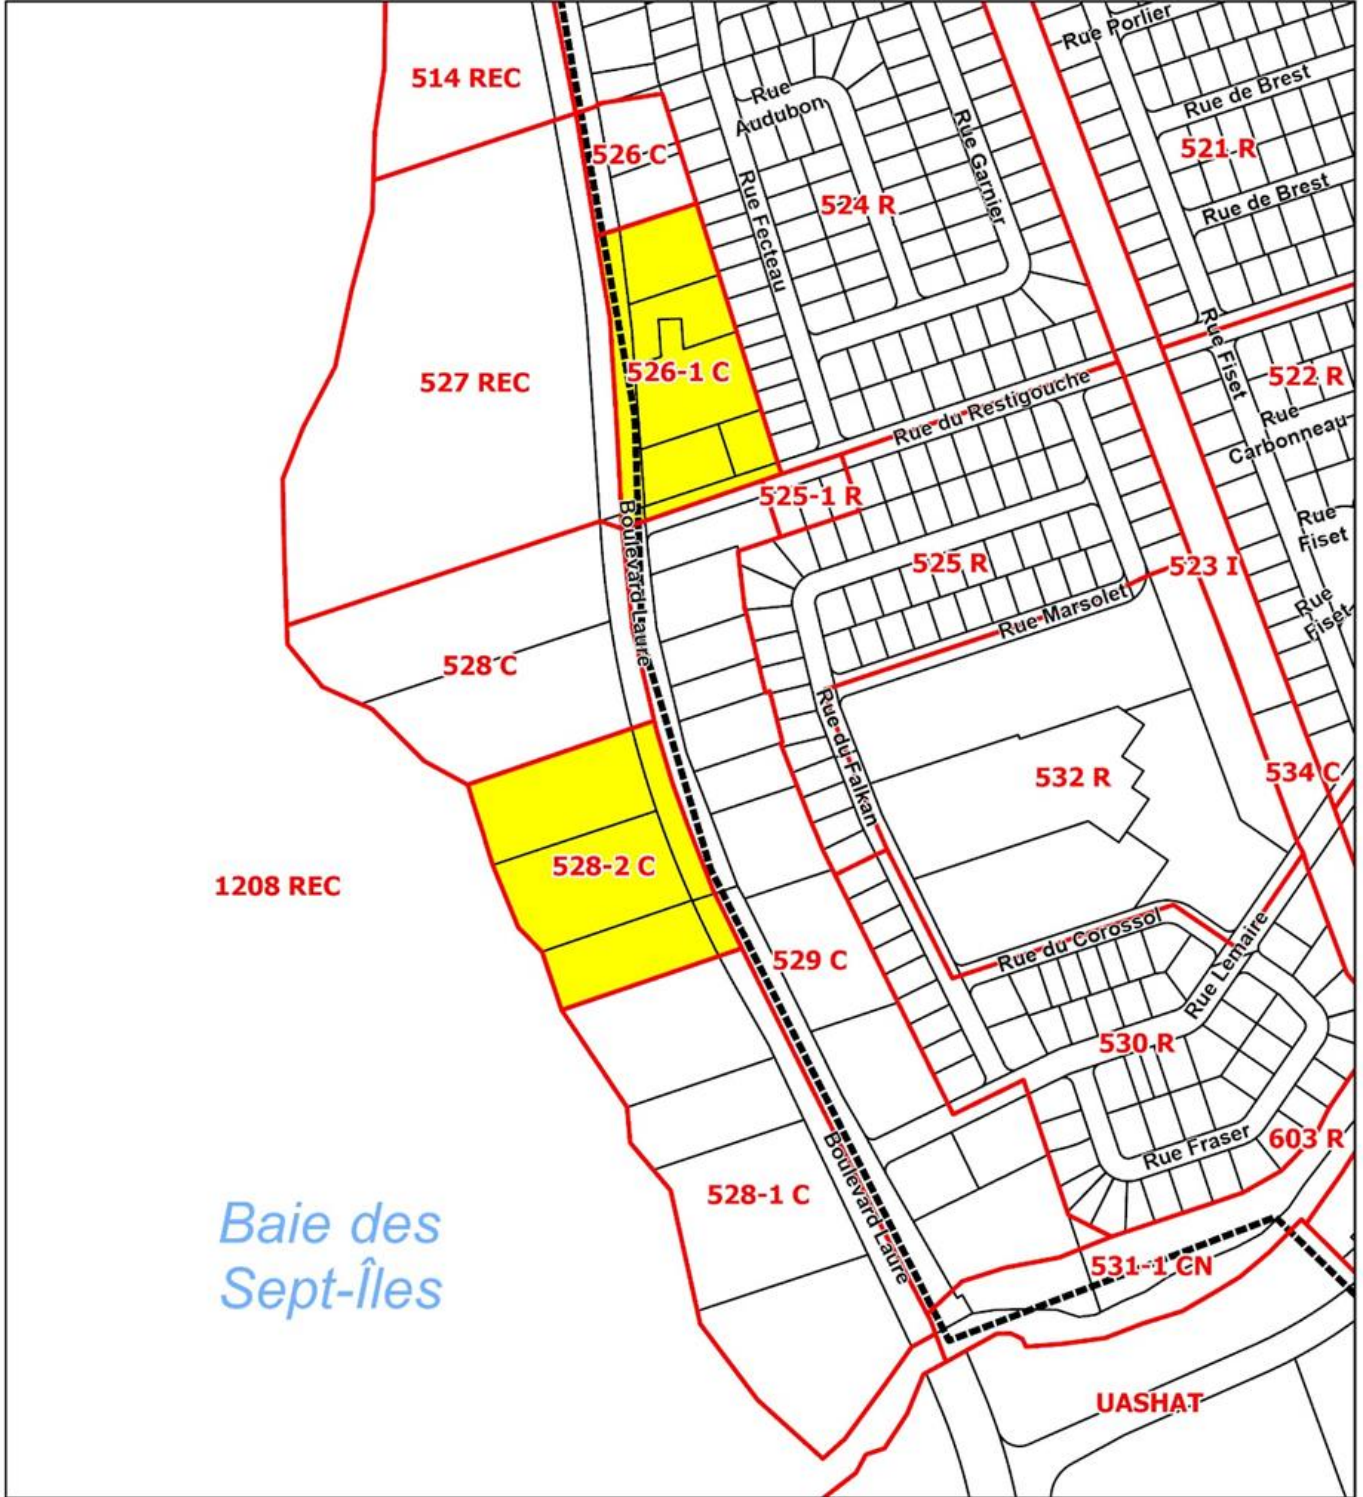 Rue Porlier
514 REC
Rue de Brest
Rue
Audubon
Rue Garnier
526 C
521 R
Rue Fecteau
524 R
Rue de Brest
Rue Fiset
526-1 C
527 REC
522 R
Rue du Restigouche
Rue
Carbonneau
525-1 R
Boulevard Laure
Rue
Fiset
525 R
523 I
Rue Marsolet
Rue
Fiset
528 C
Rue du Falkan
532 R
534 C
528-2 C
1208 REC
Rue du Corossol
Rue Lemaire
529 C
530 R
603 R
Rue Fraser
528-1 C
Boulevard Laure
Baie des
Sept-Îles
531-1 CN
UASHAT